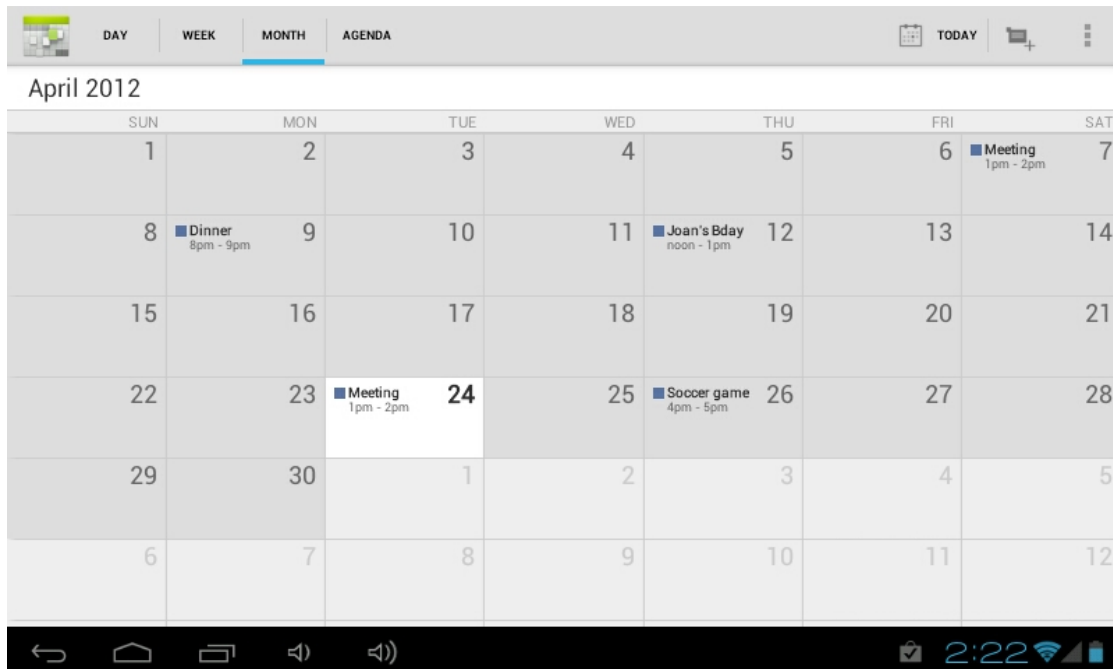 DAY WEEK MONTH AGENDA TODAY
April 2012
SUN MON TUE WED THU FRI SAT
1 2 3 4 5 6 Meeting 7
1pm - 2pm
8 Dinner 9 10 11 Joan's Bday 12 13 14
8pm - 9pm noon - 1pm
15 16 17 18 19 20 21
22 23 Meeting 24 25 Soccer game 26 27 28
1pm - 2pm 4pm - 5pm
29 30 1 2 3 4 5
6 7 8 9 10 11 12
2:22